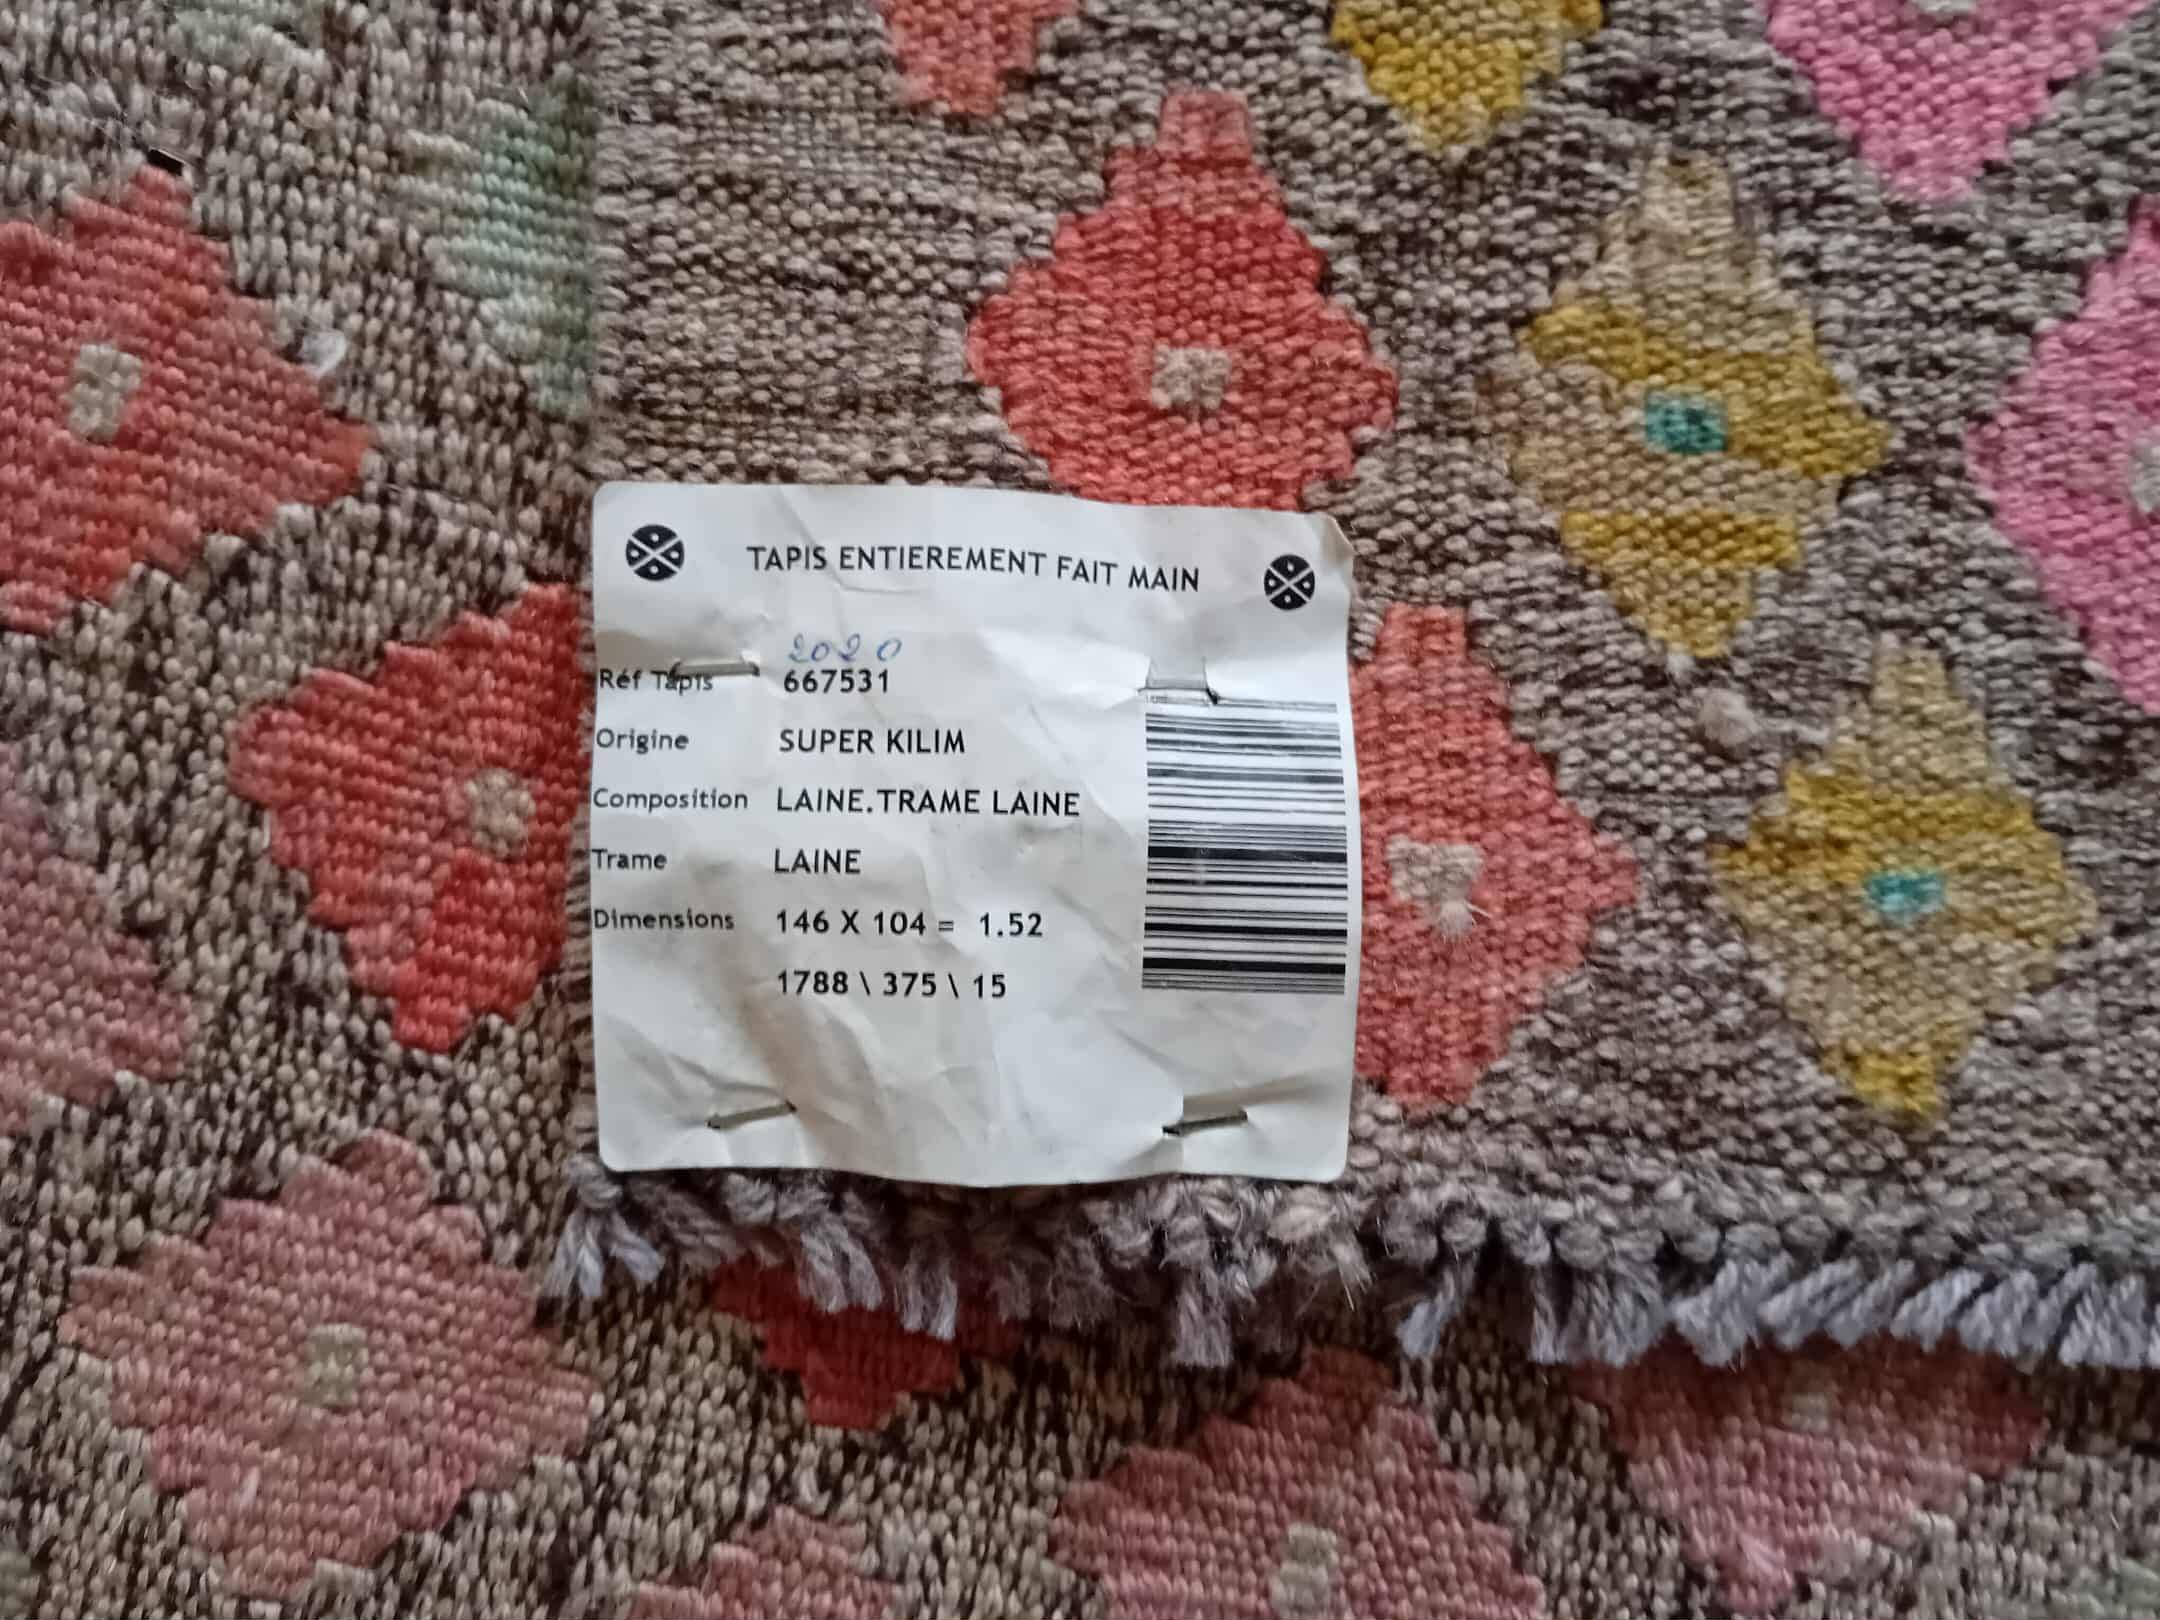 TAPIS ENTIEREMENT FAIT MAIN
2020
Réf Tapis 667531
Origine SUPER KILIM
Composition LAINE.TRAME LAINE
Trame LAINE
Dimensions 146 X 104 = 1.52
1788 \ 375 \ 15